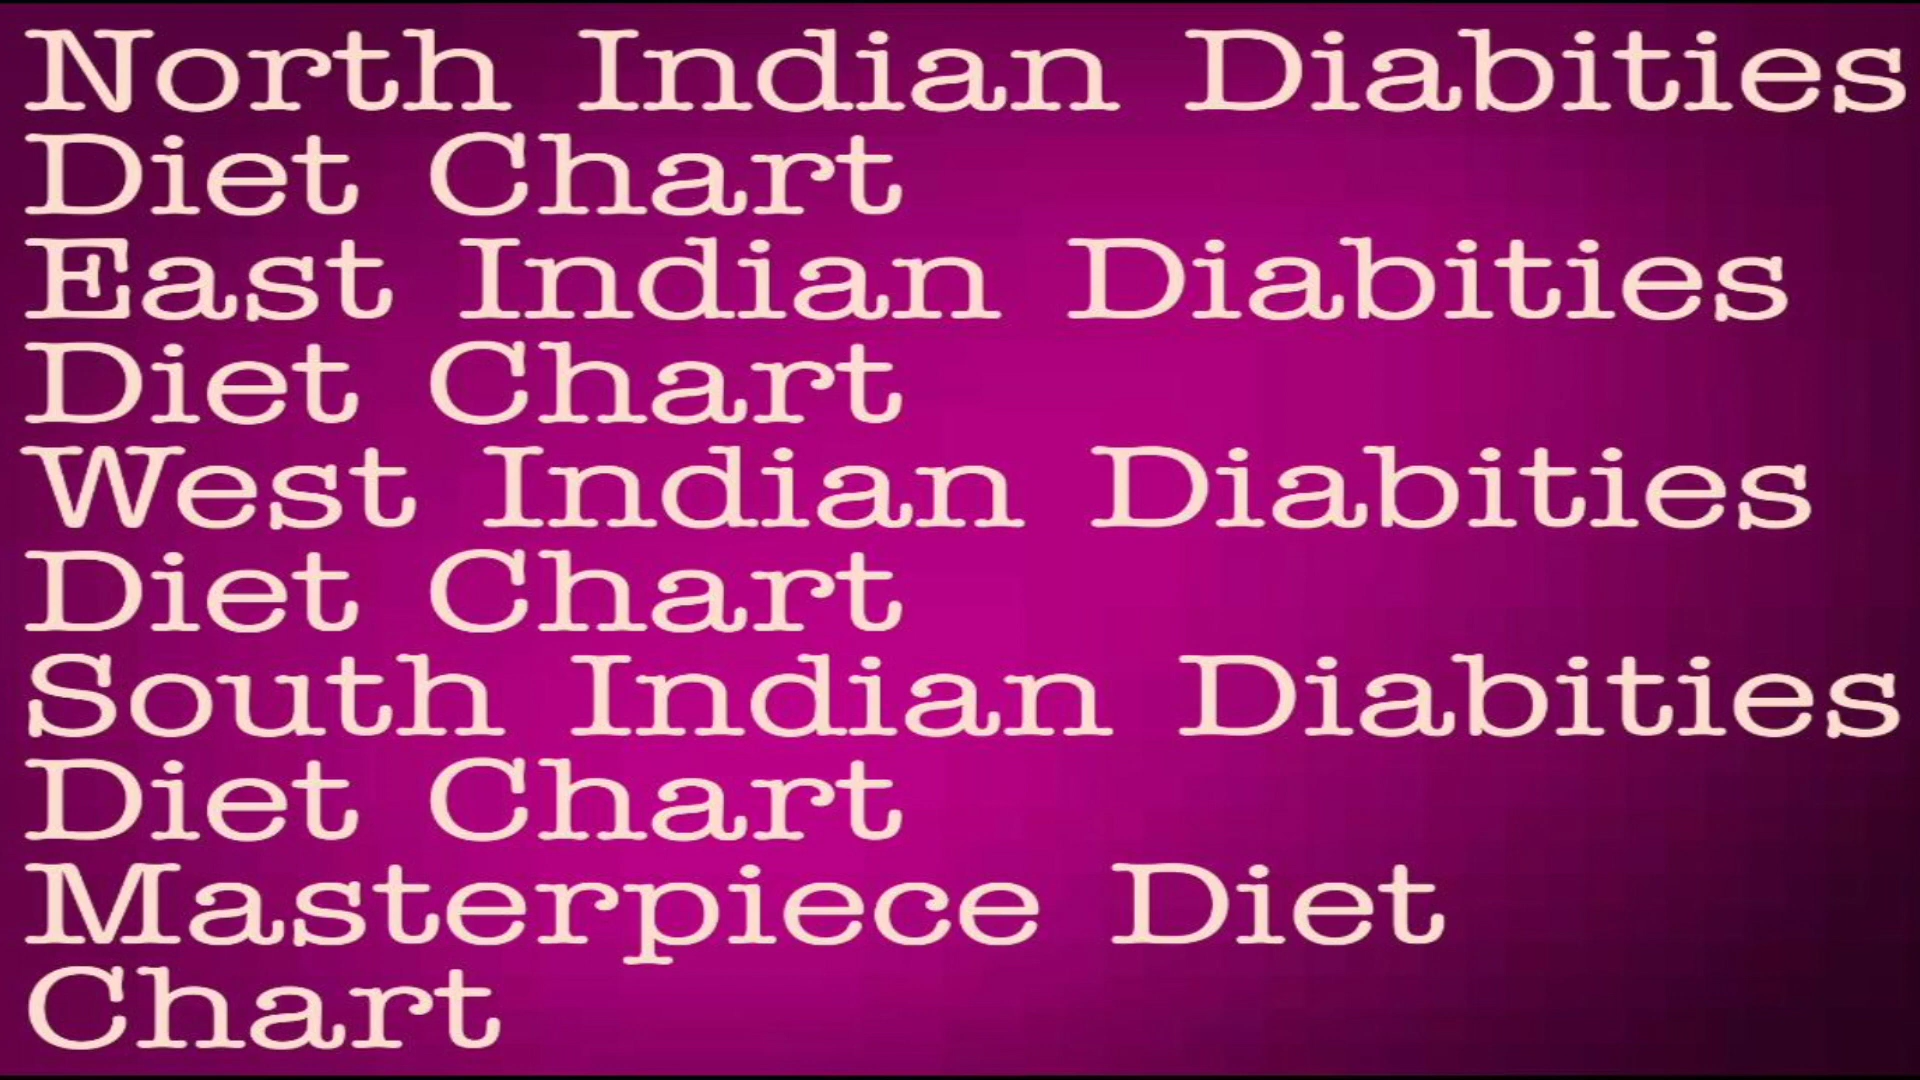 North Indian Diabities
Diet Chart
East Indian Diabities
Diet Chart
West Indian Diabities
Diet Chart
South Indian Diabities
Diet Chart
Masterpiece Diet
Chart